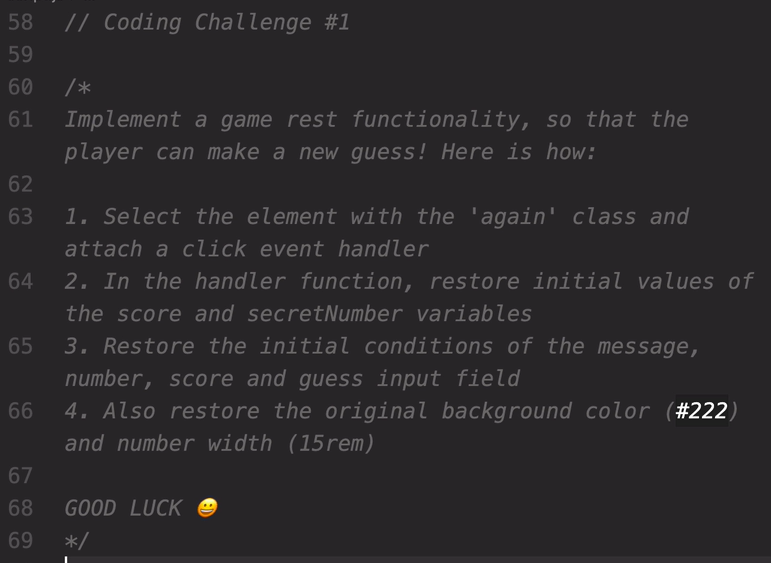 58 // Coding Challenge #1
59
60 /*
61 Implement a game rest functionality, so that the
player can make a new guess! Here is how:
62
63 1. Select the element with the 'again' class and
attach a click event handler
64 2. In the handler function, restore initial values of
the score and secretNumber variables
65 3. Restore the initial conditions of the message,
number, score and guess input field
66 4. Also restore the original background color (#222)
and number width (15rem)
67
68 GOOD LUCK 😀
69 */